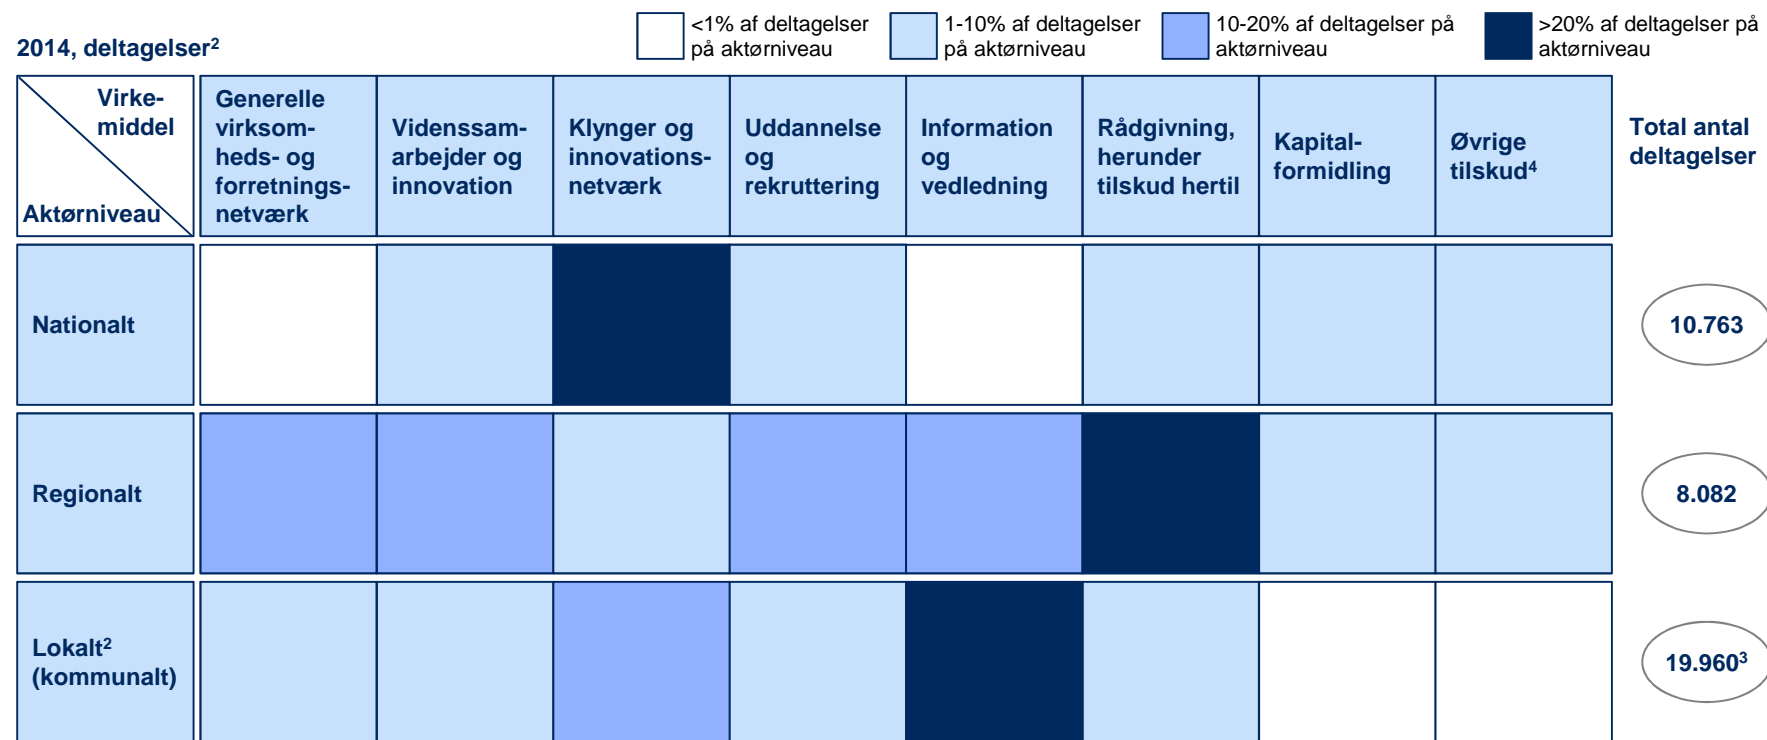 <1% af deltagelser
på aktørniveau
1-10% af deltagelser
på aktørniveau
10-20% af deltagelser på
aktørniveau
>20% af deltagelser på
aktørniveau
2014, deltagelser²
Virke-
middel
Aktørniveau
Generelle
virksom-
heds- og
forretnings-
netværk
Videnssam-
arbejder og
innovation
Klynger og
innovations-
netværk
Uddannelse
og
rekruttering
Information
og
vedledning
Rådgivning,
herunder
tilskud hertil
Kapital-
formidling
Øvrige
tilskud⁴
Total antal
deltagelser
Nationalt
10.763
Regionalt
8.082
Lokalt²
(kommunalt)
19.960³